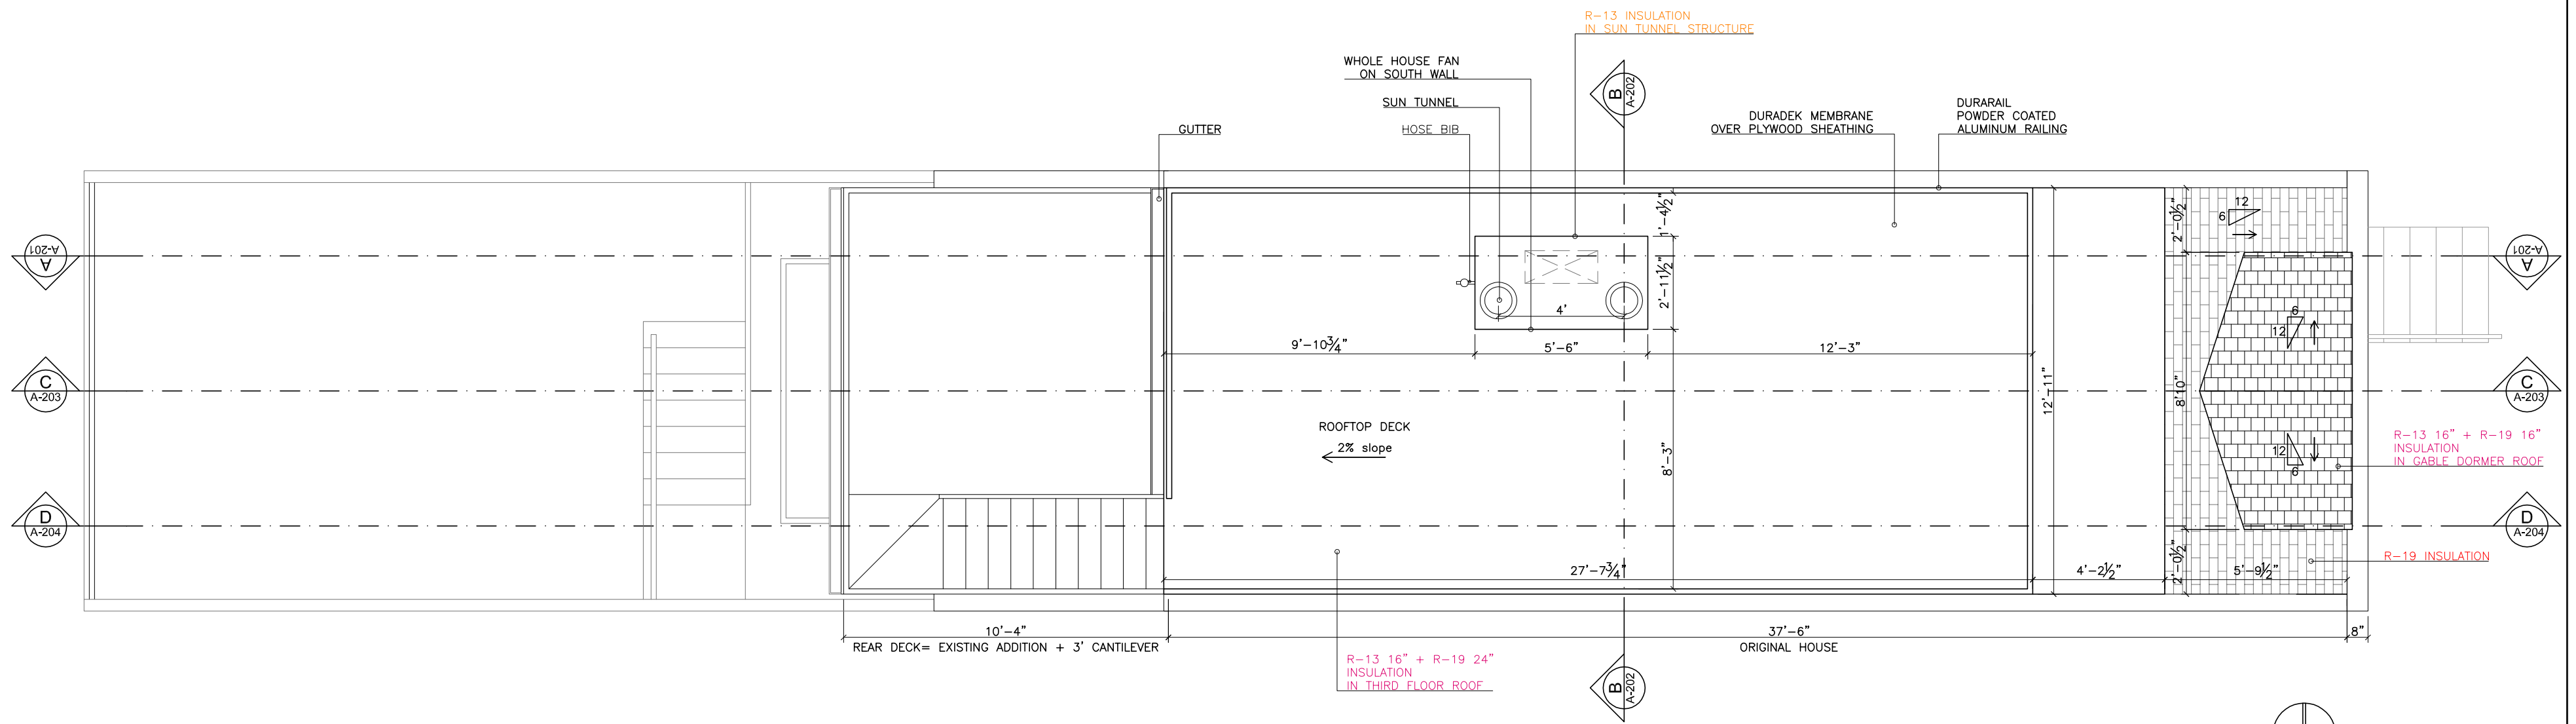 R-13 INSULATION
IN SUN TUNNEL STRUCTURE
WHOLE HOUSE FAN
ON SOUTH WALL
SUN TUNNEL
HOSE BIB
GUTTER
B
A-202
DURADEK MEMBRANE
OVER PLYWOOD SHEATHING
DURARAIL
POWDER COATED
ALUMINUM RAILING
A
A-201
A
A-201
1'-4½"
2'-11½"
4'
2'-0½"
12
6
9'-10¾"
5'-6"
12'-3"
6
12
C
A-203
C
A-203
12'-11"
8'10"
ROOFTOP DECK
2% slope
8'-3"
12
6
R-13 16" + R-19 16"
INSULATION
IN GABLE DORMER ROOF
D
A-204
D
A-204
R-19 INSULATION
27'-7¾"
4'-2½"
2'-0½"
5'-9½"
10'-4"
37'-6"
8"
REAR DECK= EXISTING ADDITION + 3' CANTILEVER
ORIGINAL HOUSE
R-13 16" + R-19 24"
INSULATION
IN THIRD FLOOR ROOF
B
A-202